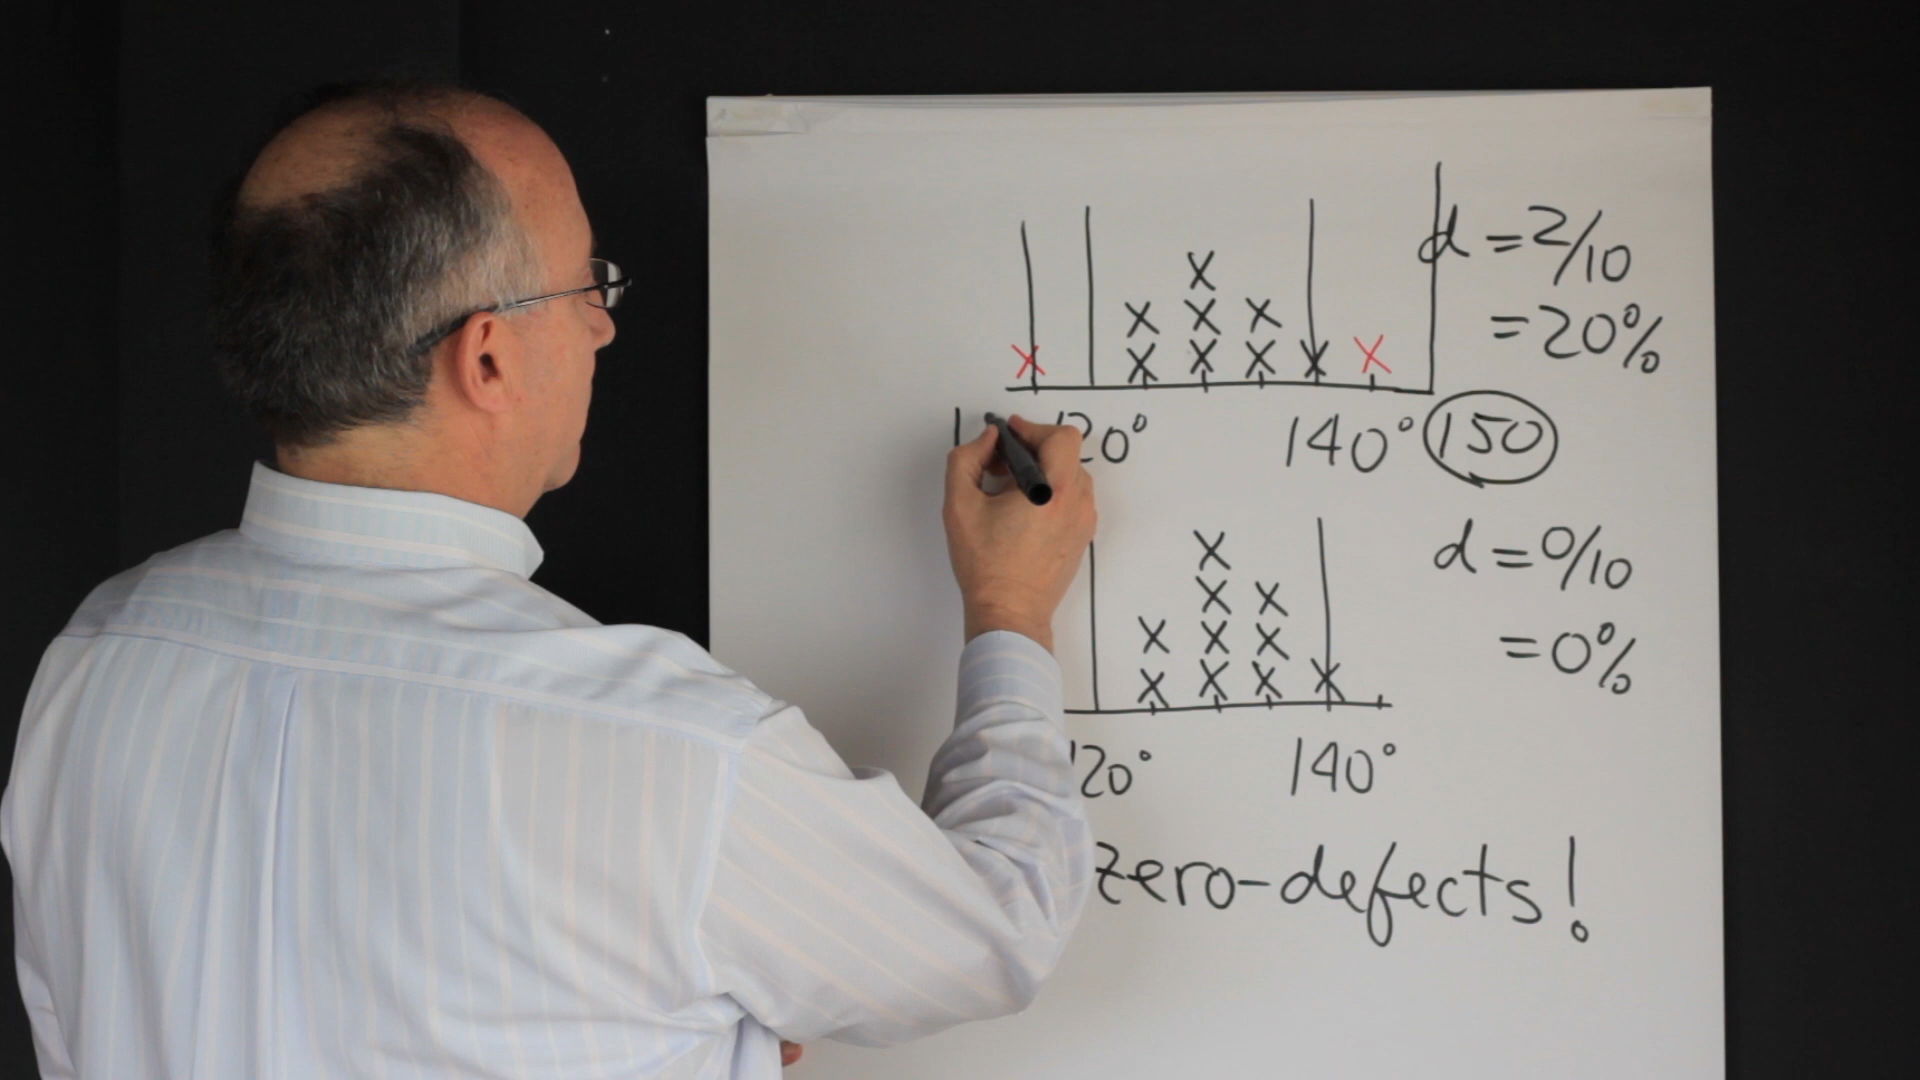 X
X X X
X X X X X X
d = 2/10
= 20%
120° 140° 150
X
X X
X X X
X X X X
d = 0/10
= 0%
120° 140°
zero-defects!